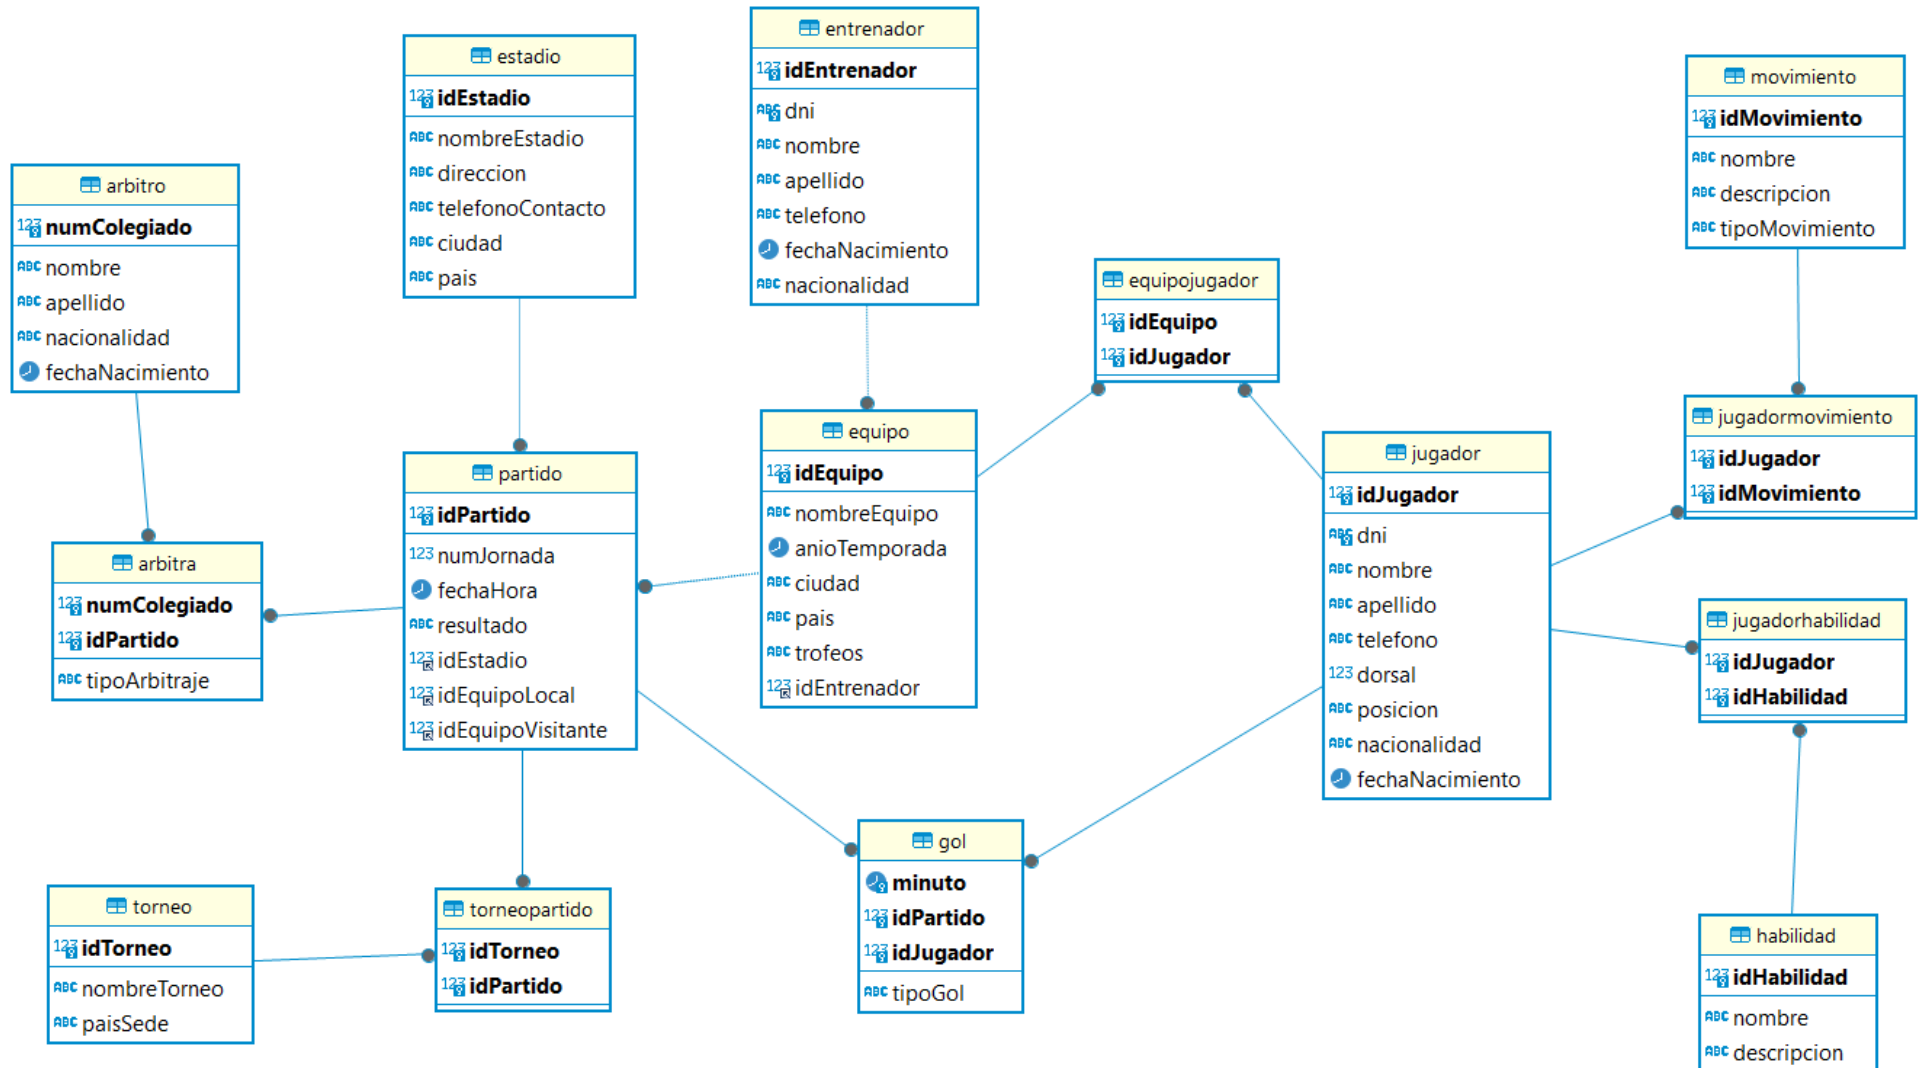 entrenador
idEntrenador
dni
nombre
apellido
telefono
fechaNacimiento
nacionalidad
estadio
idEstadio
nombreEstadio
direccion
telefonoContacto
ciudad
pais
movimiento
idMovimiento
nombre
descripcion
tipoMovimiento
arbitro
numColegiado
nombre
apellido
nacionalidad
fechaNacimiento
equipojugador
idEquipo
idJugador
jugadormovimiento
idJugador
idMovimiento
equipo
idEquipo
nombreEquipo
anioTemporada
ciudad
pais
trofeos
idEntrenador
jugador
idJugador
dni
nombre
apellido
telefono
dorsal
posicion
nacionalidad
fechaNacimiento
partido
idPartido
numJornada
fechaHora
resultado
idEstadio
idEquipoLocal
idEquipoVisitante
arbitra
numColegiado
idPartido
tipoArbitraje
jugadorhabilidad
idJugador
idHabilidad
gol
minuto
idPartido
idJugador
tipoGol
torneo
idTorneo
nombreTorneo
paisSede
torneopartido
idTorneo
idPartido
habilidad
idHabilidad
nombre
descripcion